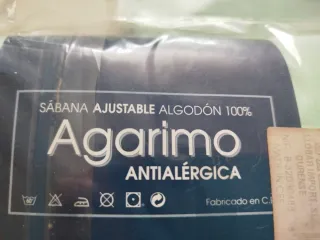 SÁBANA AJUSTABLE ALGODÓN 100%
Agarimo
ANTIALÉRGICA
Fabricado en C.